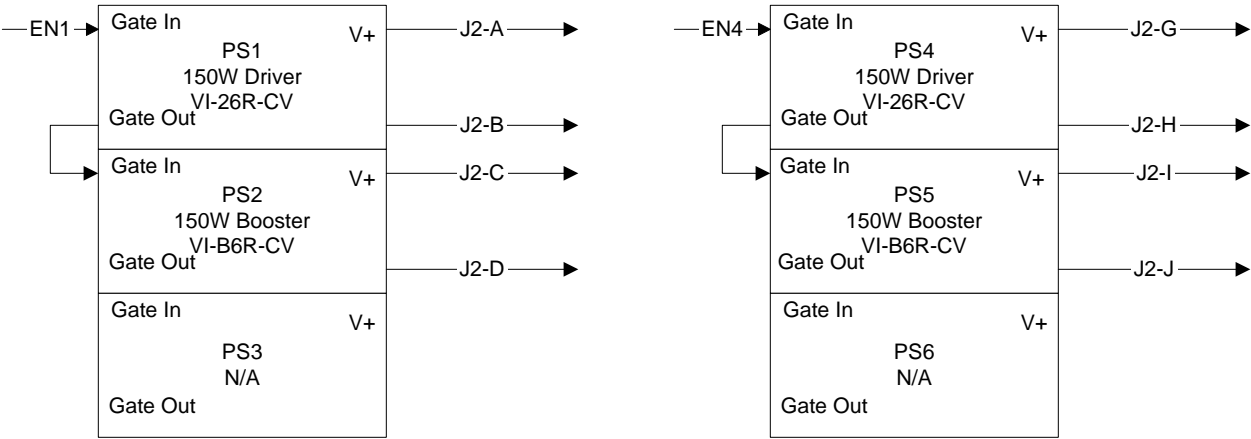 EN1
Gate In
V+
PS1
150W Driver
VI-26R-CV
Gate Out
J2-A
J2-B
Gate In
V+
PS2
150W Booster
VI-B6R-CV
Gate Out
J2-C
J2-D
Gate In
V+
PS3
N/A
Gate Out
EN4
Gate In
V+
PS4
150W Driver
VI-26R-CV
Gate Out
J2-G
J2-H
Gate In
V+
PS5
150W Booster
VI-B6R-CV
Gate Out
J2-I
J2-J
Gate In
V+
PS6
N/A
Gate Out